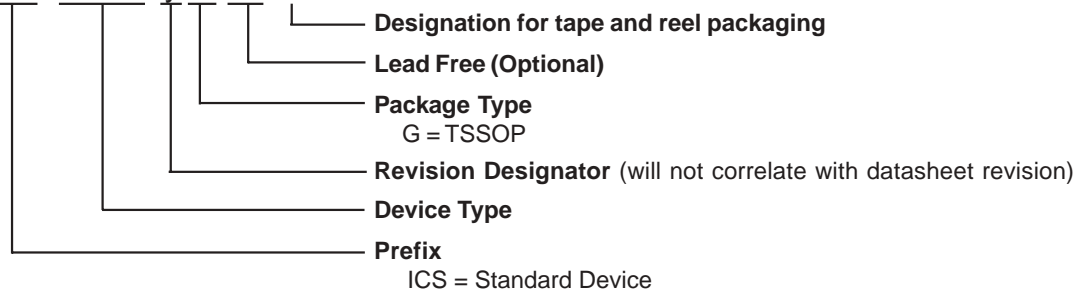 Designation for tape and reel packaging
Lead Free (Optional)
Package Type
G = TSSOP
Revision Designator (will not correlate with datasheet revision)
Device Type
Prefix
ICS = Standard Device